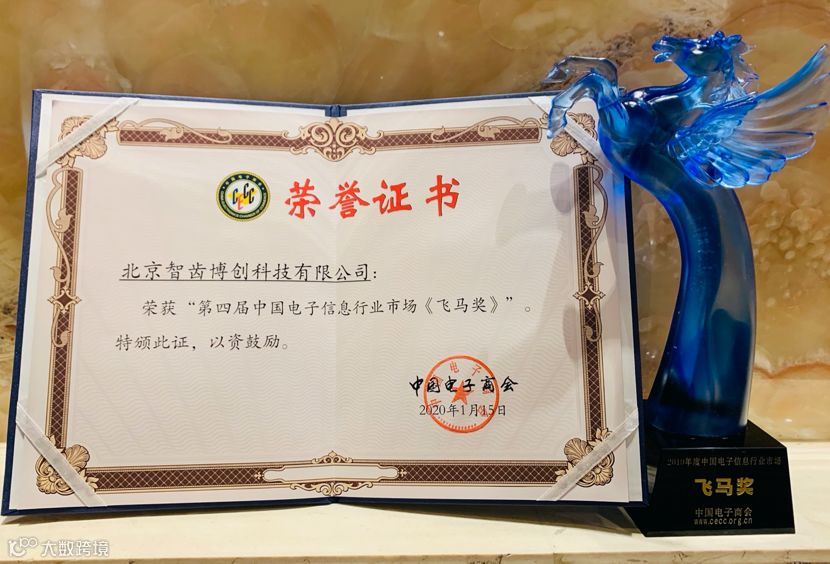 CECC
荣誉证书
北京智齿博创科技有限公司：
荣获“第四届中国电子信息行业市场《飞马奖》”。
特颁此证，以资鼓励。
中国电子商会
2020年1月15日
2019年度中国电子信息行业市场
飞马奖
中国电子商会
www.cecc.org.cn
大数跨境